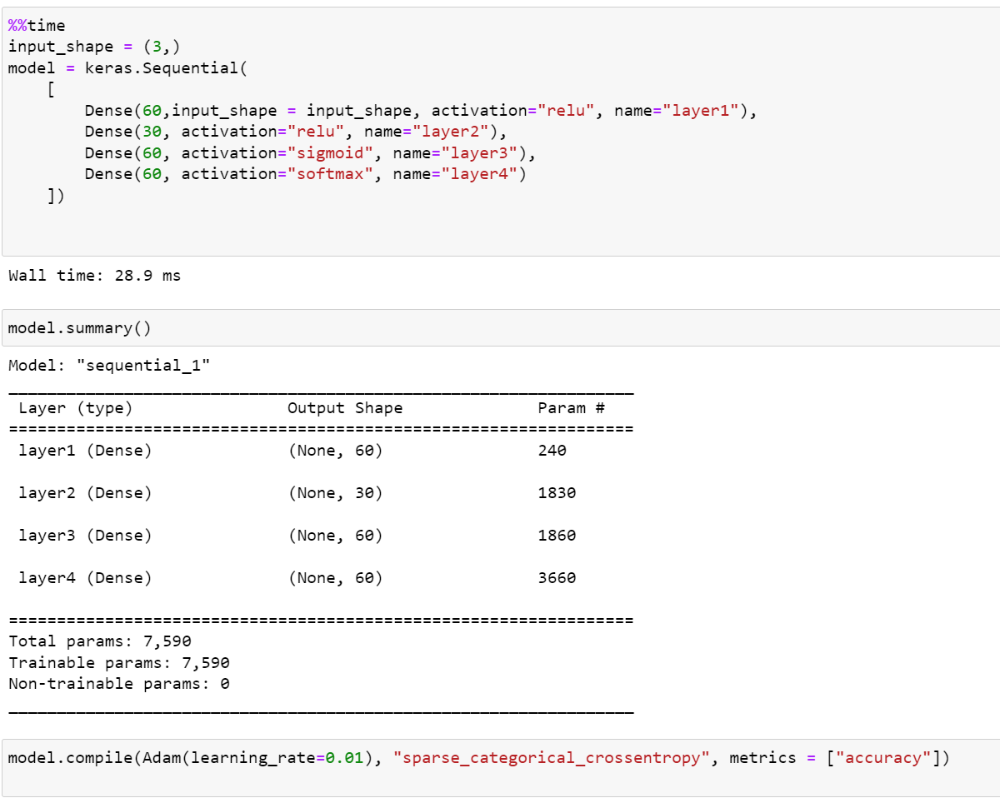 %%time
input_shape = (3,)
model = keras.Sequential(
    [
        Dense(60,input_shape = input_shape, activation="relu", name="layer1"),
        Dense(30, activation="relu", name="layer2"),
        Dense(60, activation="sigmoid", name="layer3"),
        Dense(60, activation="softmax", name="layer4")
    ])
Wall time: 28.9 ms
model.summary()
Model: "sequential_1"
_________________________________________________________________
 Layer (type)                Output Shape              Param #
=================================================================
 layer1 (Dense)              (None, 60)                240
 layer2 (Dense)              (None, 30)                1830
 layer3 (Dense)              (None, 60)                1860
 layer4 (Dense)              (None, 60)                3660
=================================================================
Total params: 7,590
Trainable params: 7,590
Non-trainable params: 0
_________________________________________________________________
model.compile(Adam(learning_rate=0.01), "sparse_categorical_crossentropy", metrics = ["accuracy"])